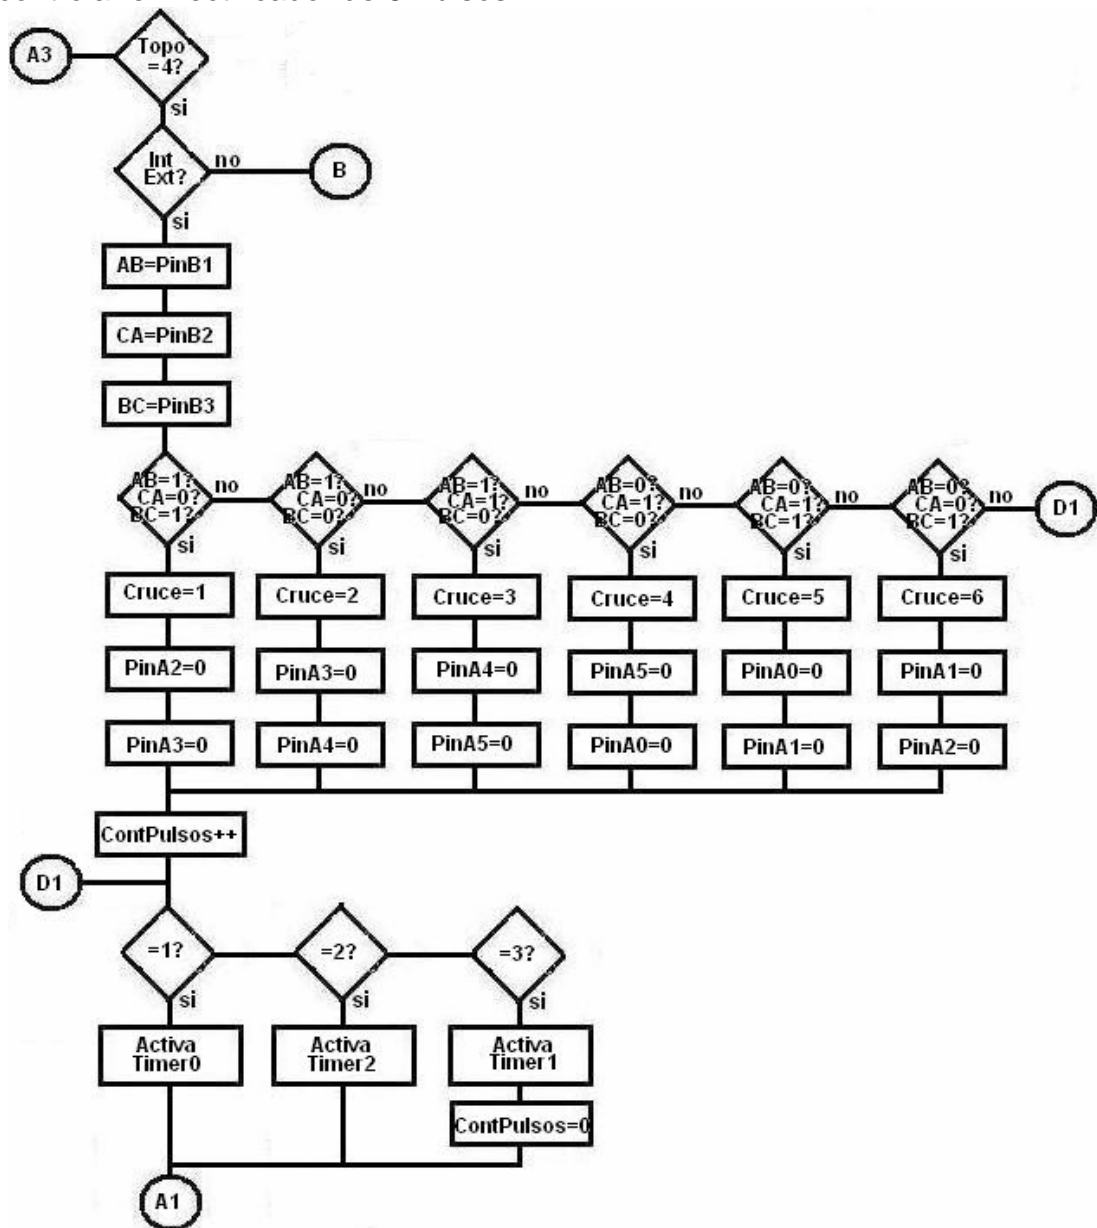 A3
Topo
=4?
si
Int
Ext?
no
B
si
AB=PinB1
CA=PinB2
BC=PinB3
AB=1?
CA=0?
BC=1?
no
AB=1?
CA=0?
BC=0?
no
AB=1?
CA=1?
BC=0?
no
AB=0?
CA=1?
BC=0?
no
AB=0?
CA=1?
BC=1?
no
AB=0?
CA=0?
BC=1?
no
D1
si
si
si
si
si
si
Cruce=1
Cruce=2
Cruce=3
Cruce=4
Cruce=5
Cruce=6
PinA2=0
PinA3=0
PinA4=0
PinA5=0
PinA0=0
PinA1=0
PinA3=0
PinA4=0
PinA5=0
PinA0=0
PinA1=0
PinA2=0
ContPulsos++
D1
=1?
=2?
=3?
si
si
si
Activa
Timer0
Activa
Timer2
Activa
Timer1
ContPulsos=0
A1